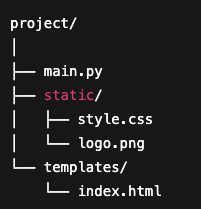 project/
│
├── main.py
├── static/
│   ├── style.css
│   └── logo.png
└── templates/
    └── index.html